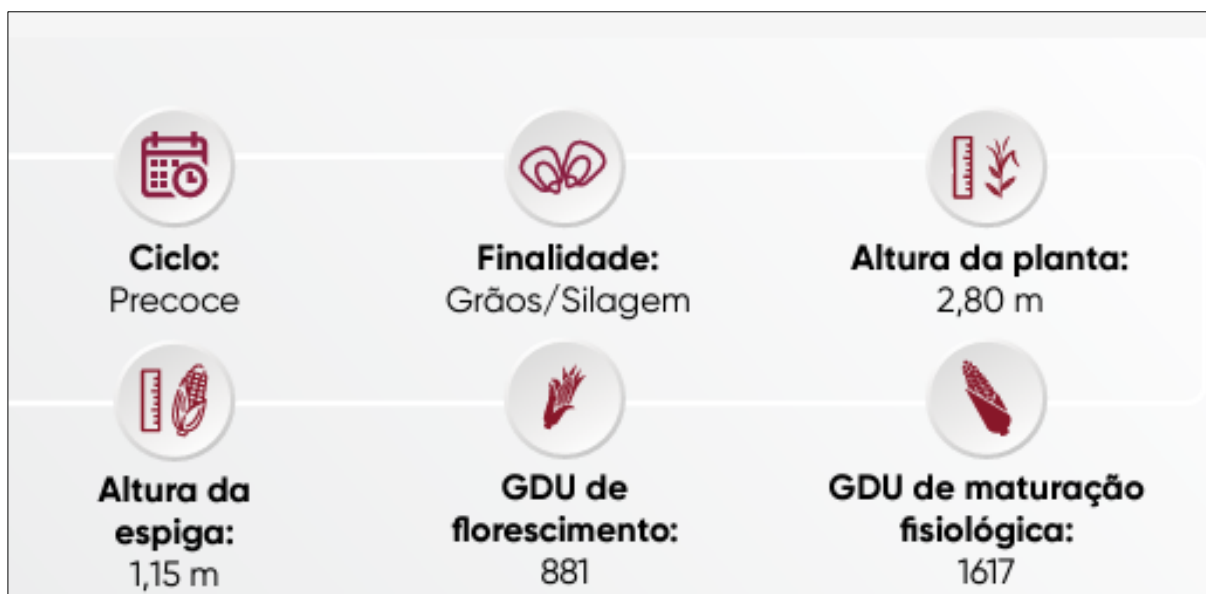 Ciclo:
Precoce
Finalidade:
Grãos/Silagem
Altura da planta:
2,80 m
Altura da
espiga:
1,15 m
GDU de
florescimento:
881
GDU de maturação
fisiológica:
1617